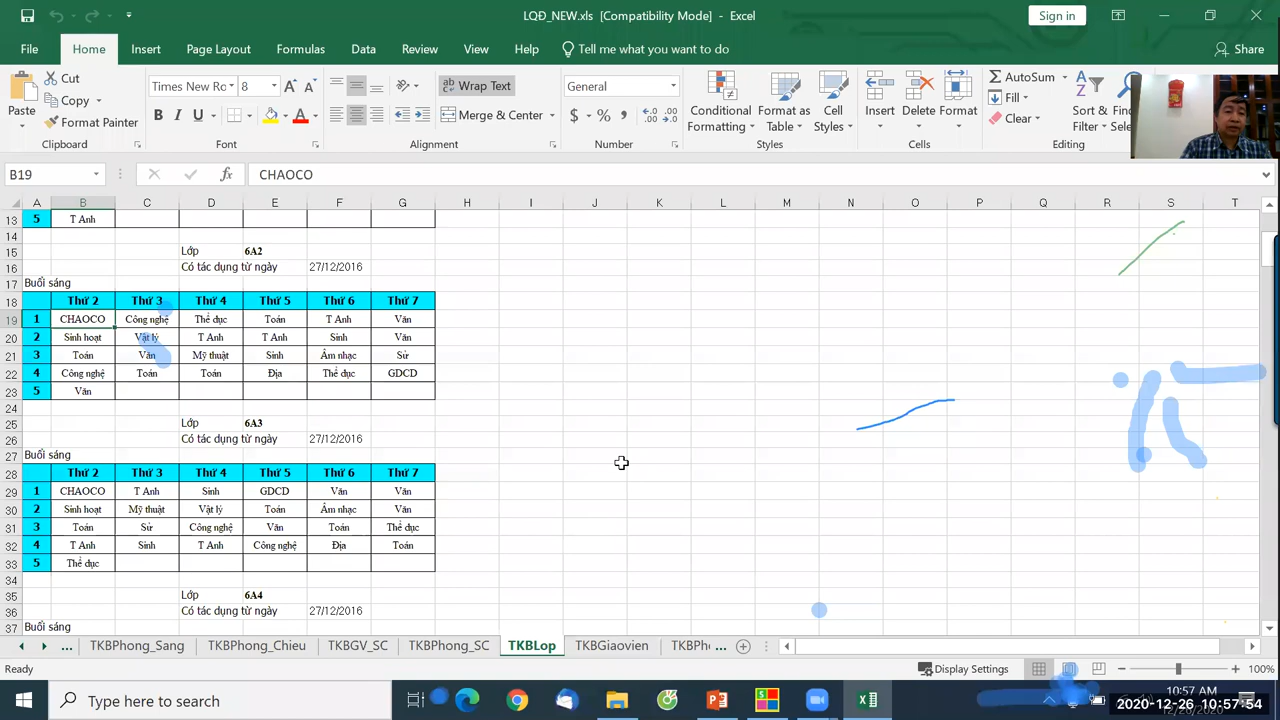 LQĐ_NEW.xls [Compatibility Mode] - Excel
Sign in
File Home Insert Page Layout Formulas Data Review View Help Tell me what you want to do Share
Paste
Cut
Copy
Format Painter
Clipboard
Times New Ro 8
B I U
Font
Wrap Text
Merge & Center
Alignment
General
$ % ,
Number
Conditional Formatting
Format as Table
Cell Styles
Styles
Insert Delete Format
Cells
AutoSum
Fill
Clear
Sort & Filter
Editing
B19 fx CHAOCO
A B C D E F G H I J K L M N O P Q R S T
13 5 T Anh
14
15 Lớp 6A2
16 Có tác dụng từ ngày 27/12/2016
17 Buổi sáng
18 Thứ 2 Thứ 3 Thứ 4 Thứ 5 Thứ 6 Thứ 7
19 1 CHAOCO Công nghệ Thể dục Toán T Anh Văn
20 2 Sinh hoạt Vật lý T Anh T Anh Sinh Văn
21 3 Toán Văn Mỹ thuật Sinh Âm nhạc Sử
22 4 Công nghệ Toán Toán Địa Thể dục GDCD
23 5 Văn
24
25 Lớp 6A3
26 Có tác dụng từ ngày 27/12/2016
27 Buổi sáng
28 Thứ 2 Thứ 3 Thứ 4 Thứ 5 Thứ 6 Thứ 7
29 1 CHAOCO T Anh Sinh GDCD Văn Văn
30 2 Sinh hoạt Mỹ thuật Vật lý Toán Âm nhạc Văn
31 3 Toán Sử Công nghệ Văn Toán Thể dục
32 4 T Anh Sinh T Anh Công nghệ Địa Toán
33 5 Thể dục
34
35 Lớp 6A4
36 Có tác dụng từ ngày 27/12/2016
37 Buổi sáng
... TKBPhong_Sang TKBPhong_Chieu TKBGV_SC TKBPhong_SC TKBLop TKBGiaovien TKBPh ...
Ready Display Settings 100%
Type here to search
10:57 AM
2020-12-26 10:57:54